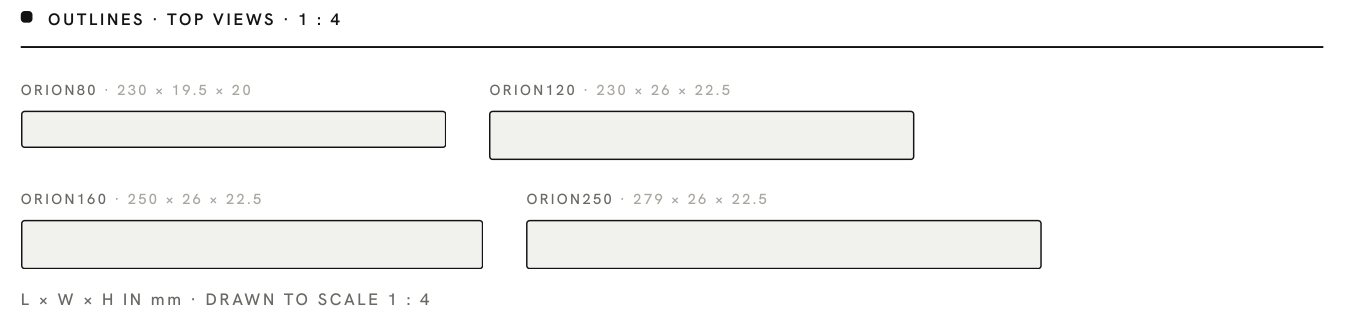 OUTLINES · TOP VIEWS · 1 : 4
ORION80 · 230 × 19.5 × 20
ORION120 · 230 × 26 × 22.5
ORION160 · 250 × 26 × 22.5
ORION250 · 279 × 26 × 22.5
L × W × H IN mm · DRAWN TO SCALE 1 : 4